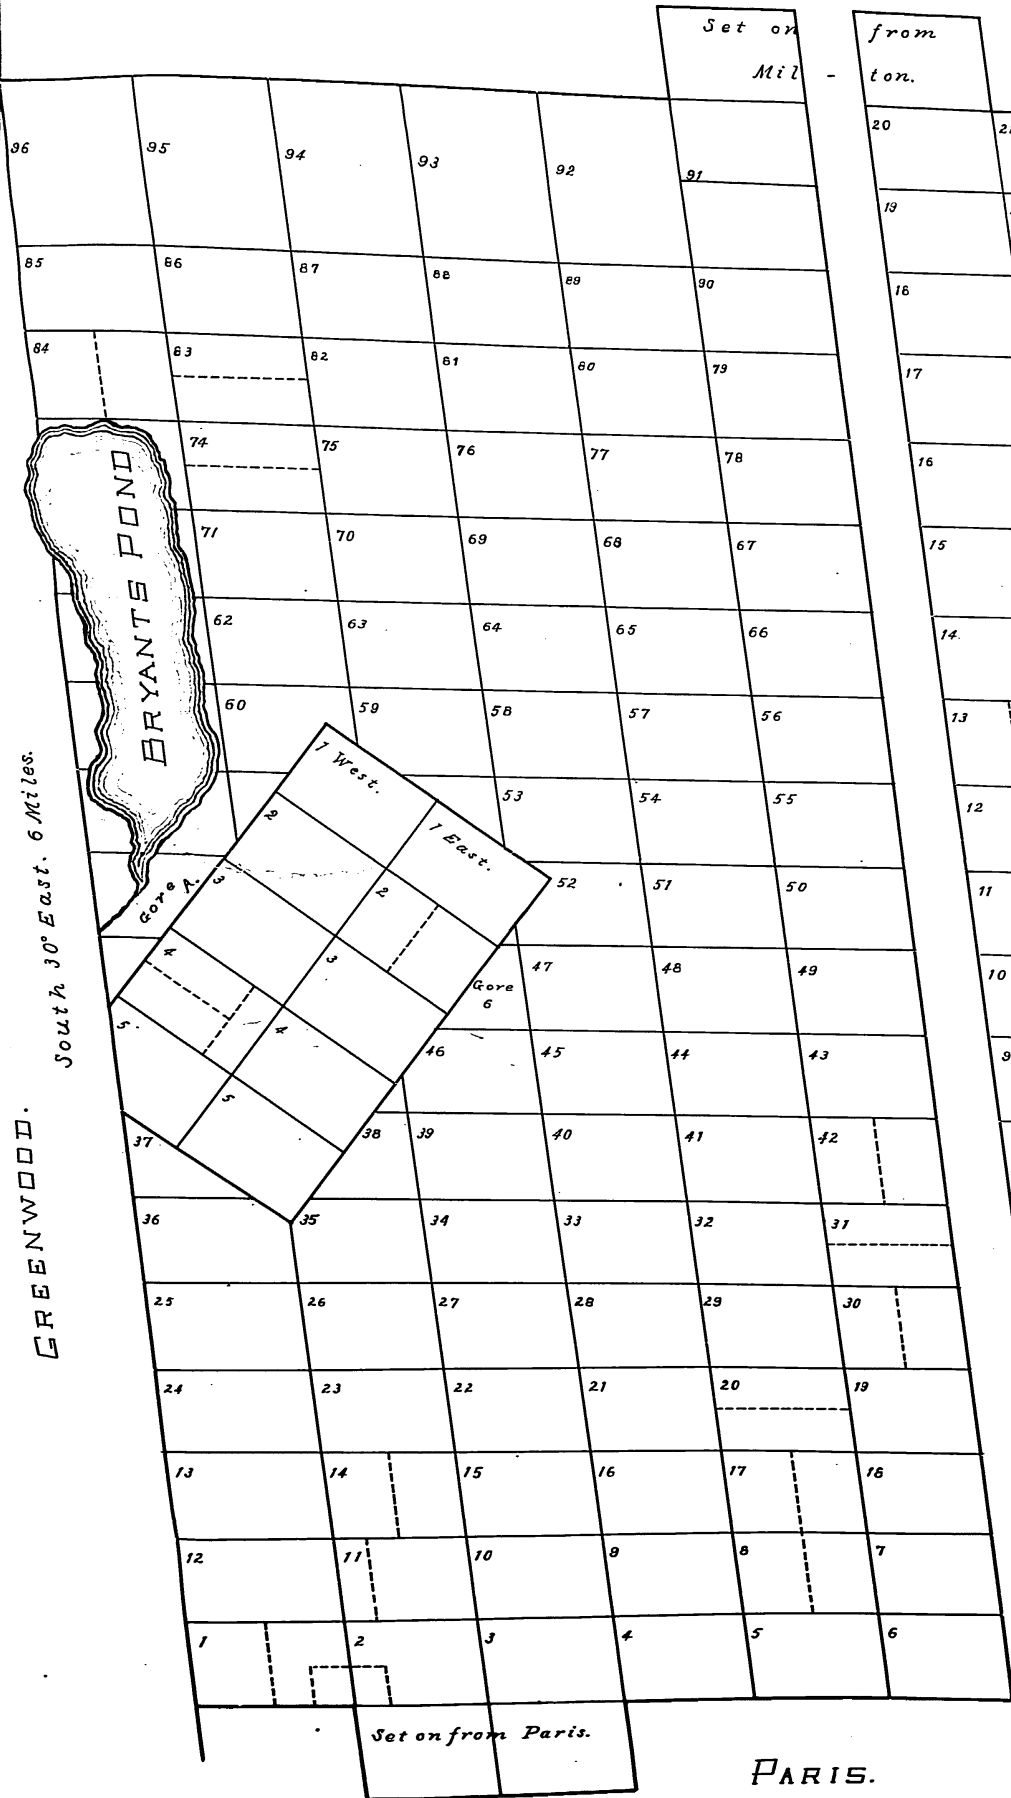 Set on from
Mil - ton.
20
96 95 94 93 92 91
19
85 86 87 88 89 90
18
84 83 82 81 80 79
17
74 75 76 77 78
16
BRYANTS POND
71 70 69 68 67
15
62 63 64 65 66
14.
60 59 58 57 56
13
1 West.
53 54 55
12
2
1 East.
Gore A.
3
2
52 51 50
11
4
3
47 48 49
10
Gore
6
5.
4
46 45 44 43
9
5
37 38 39 40 41 42
36 35 34 33 32 31
25 26 27 28 29 30
24 23 22 21 20 19
13 14 15 16 17 18
12 11 10 9 8 7
1 2 3 4 5 6
Set on from Paris.
PARIS.
South 30° East. 6 Miles.
GREENWOOD.